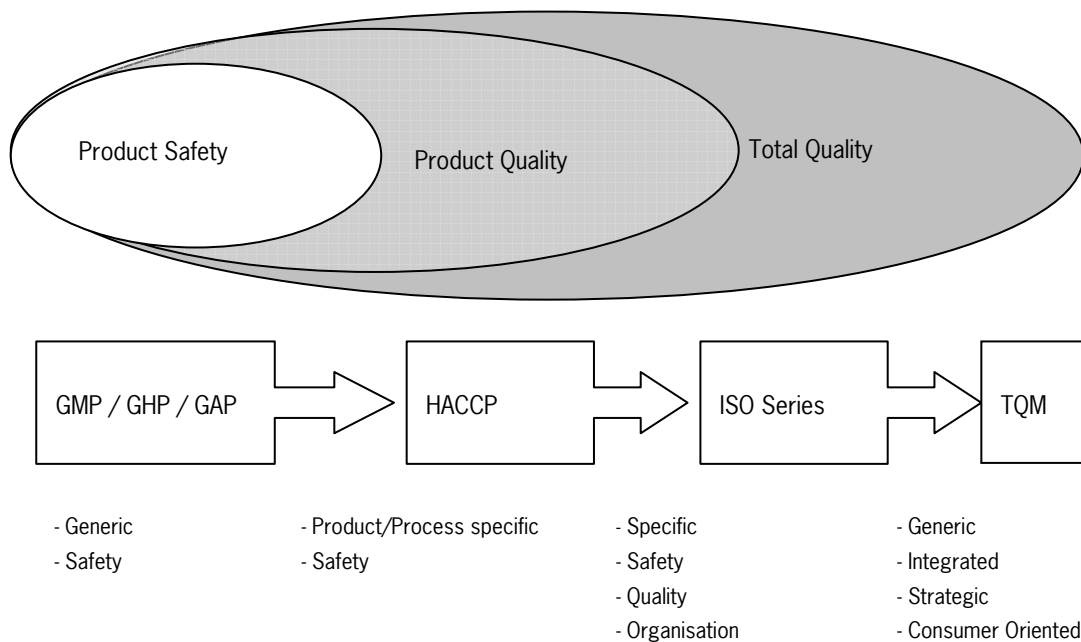 Product Safety
Product Quality
Total Quality
GMP / GHP / GAP
HACCP
ISO Series
TQM
- Generic
- Safety
- Product/Process specific
- Safety
- Specific
- Safety
- Quality
- Organisation
- Generic
- Integrated
- Strategic
- Consumer Oriented